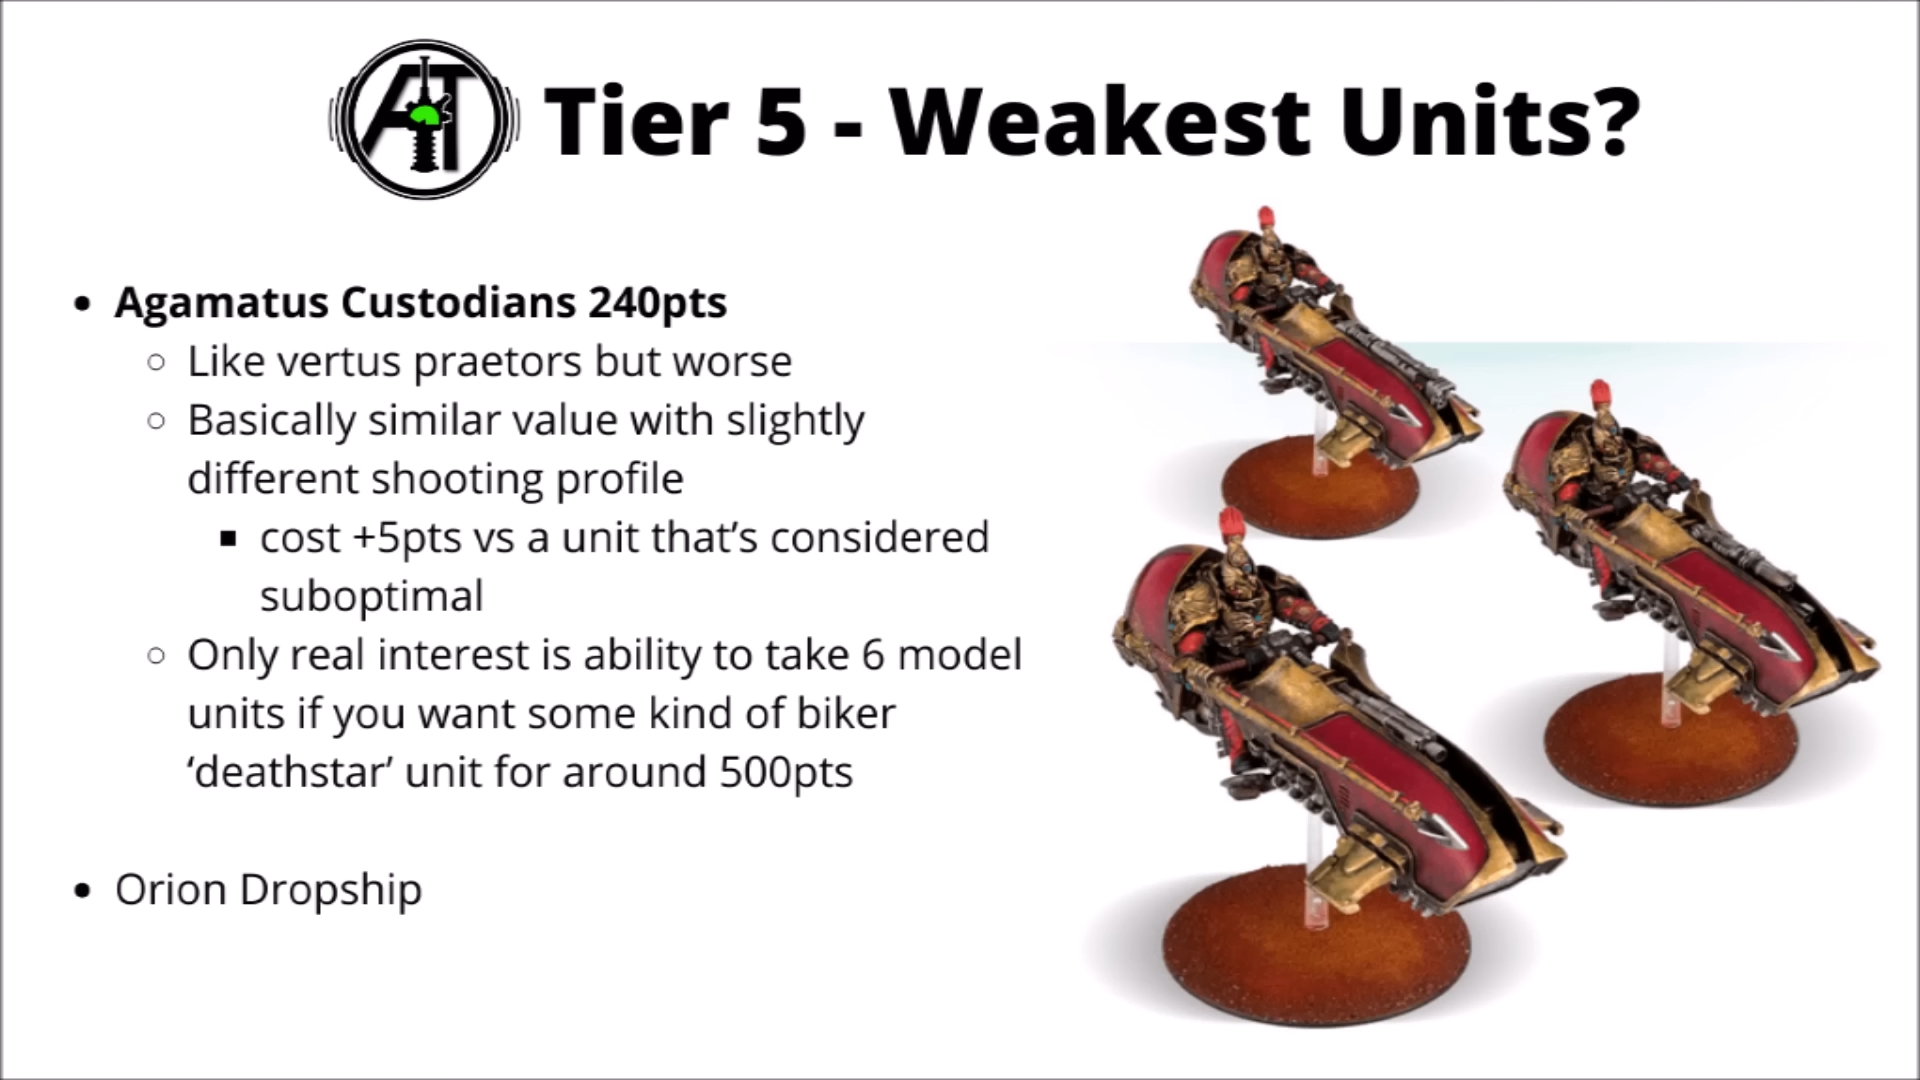 AT
Tier 5 - Weakest Units?
• Agamatus Custodians 240pts
○ Like vertus praetors but worse
○ Basically similar value with slightly
different shooting profile
▪ cost +5pts vs a unit that’s considered
suboptimal
○ Only real interest is ability to take 6 model
units if you want some kind of biker
‘deathstar’ unit for around 500pts
• Orion Dropship